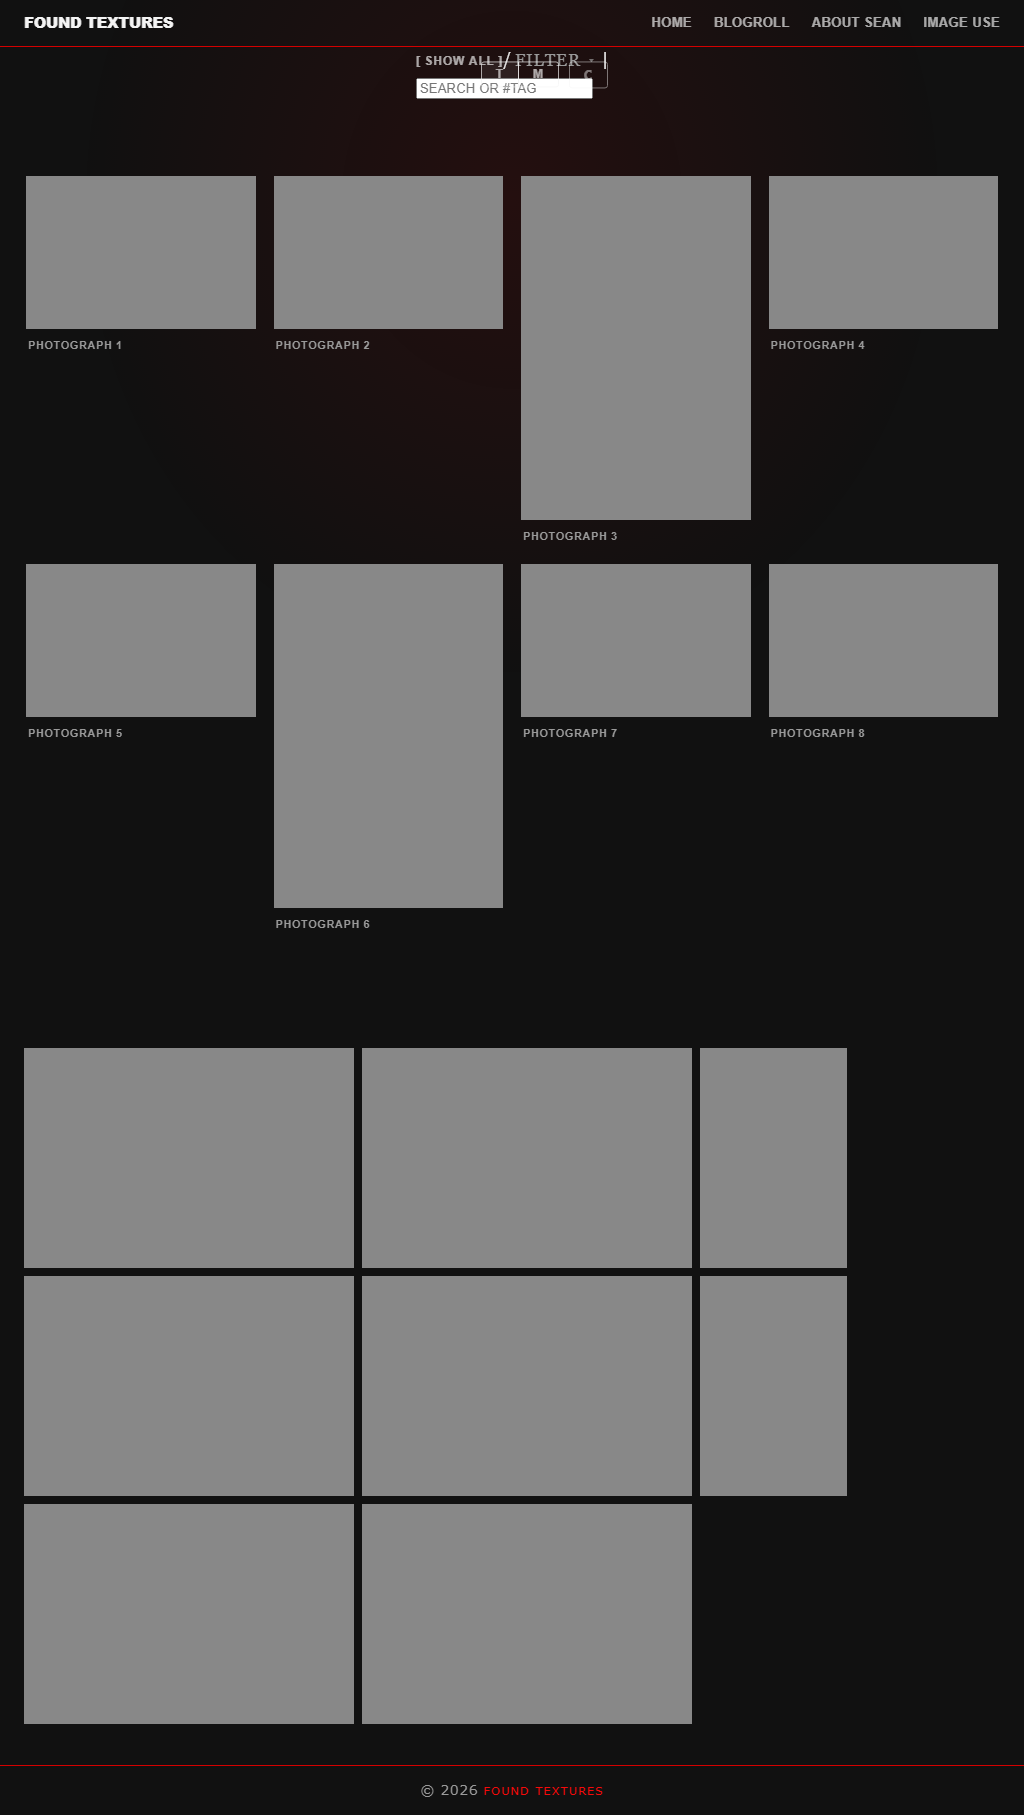 FOUND TEXTURES
HOME BLOGROLL ABOUT SEAN IMAGE USE
[ SHOW ALL ] / FILTER |
T M C
SEARCH OR #TAG
PHOTOGRAPH 1
PHOTOGRAPH 2
PHOTOGRAPH 4
PHOTOGRAPH 3
PHOTOGRAPH 5
PHOTOGRAPH 7
PHOTOGRAPH 8
PHOTOGRAPH 6
© 2026 FOUND TEXTURES